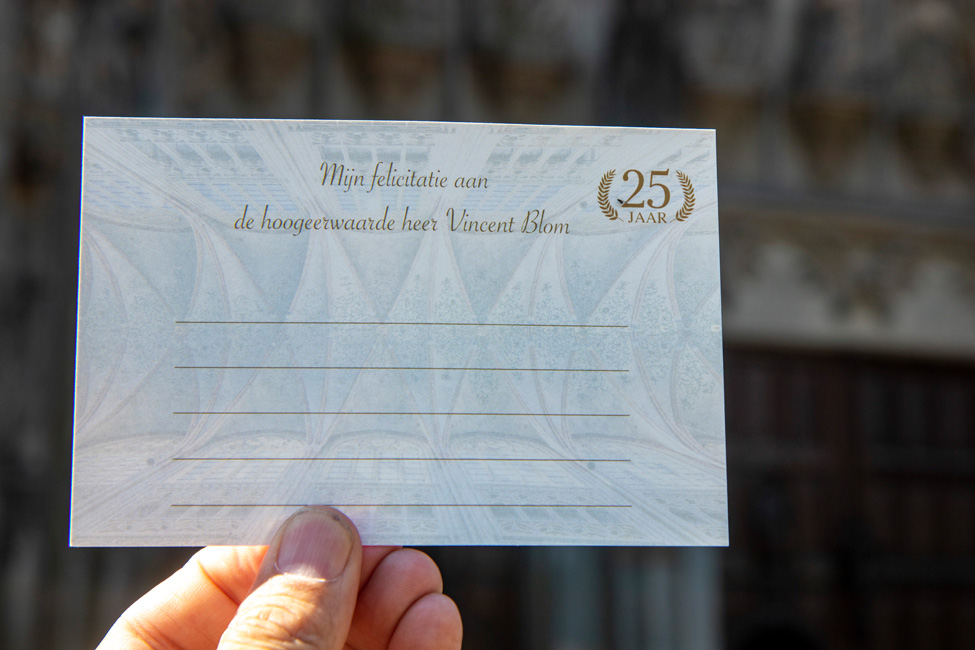 Mijn felicitatie aan
de hoogeerwaarde heer Vincent Blom
25
JAAR